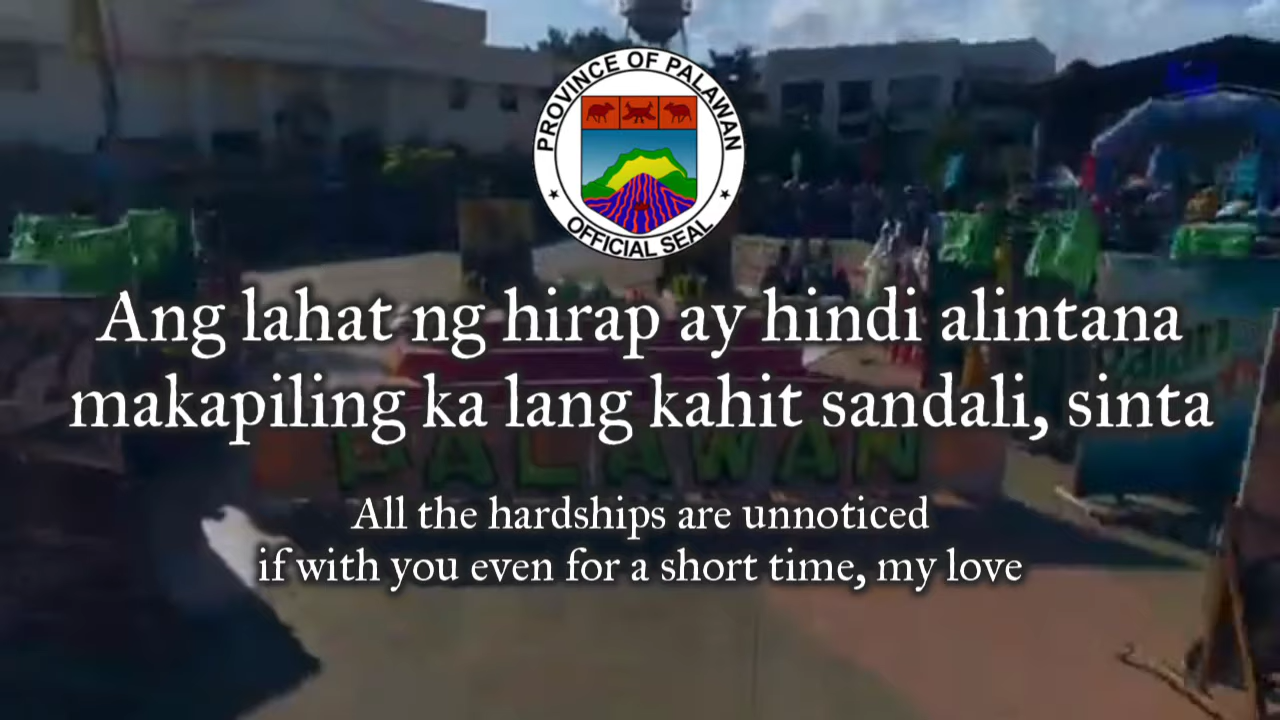 PROVINCE OF PALAWAN
OFFICIAL SEAL
Ang lahat ng hirap ay hindi alintana
makapiling ka lang kahit sandali, sinta
PALAWAN
All the hardships are unnoticed
if with you even for a short time, my love